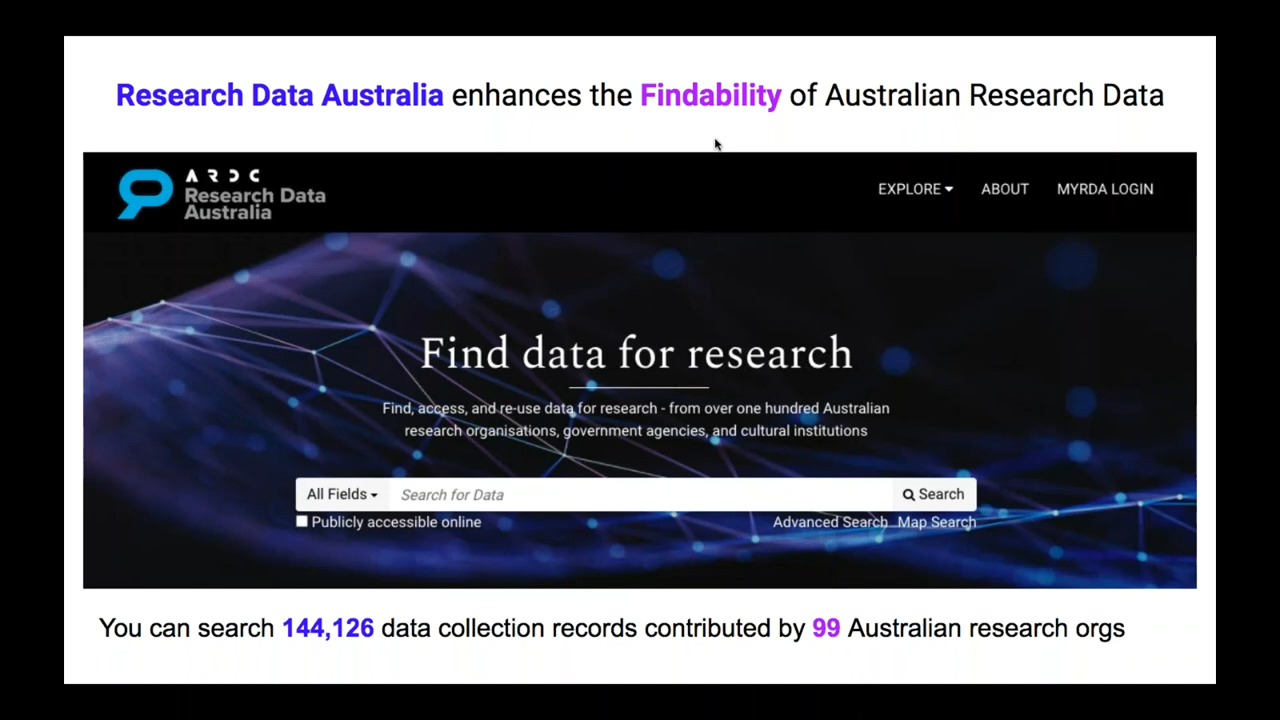 Research Data Australia enhances the Findability of Australian Research Data
ARDC
Research Data
Australia
EXPLORE ABOUT MYRDA LOGIN
Find data for research
Find, access, and re-use data for research - from over one hundred Australian
research organisations, government agencies, and cultural institutions
All Fields Search for Data Search
Publicly accessible online Advanced Search Map Search
You can search 144,126 data collection records contributed by 99 Australian research orgs